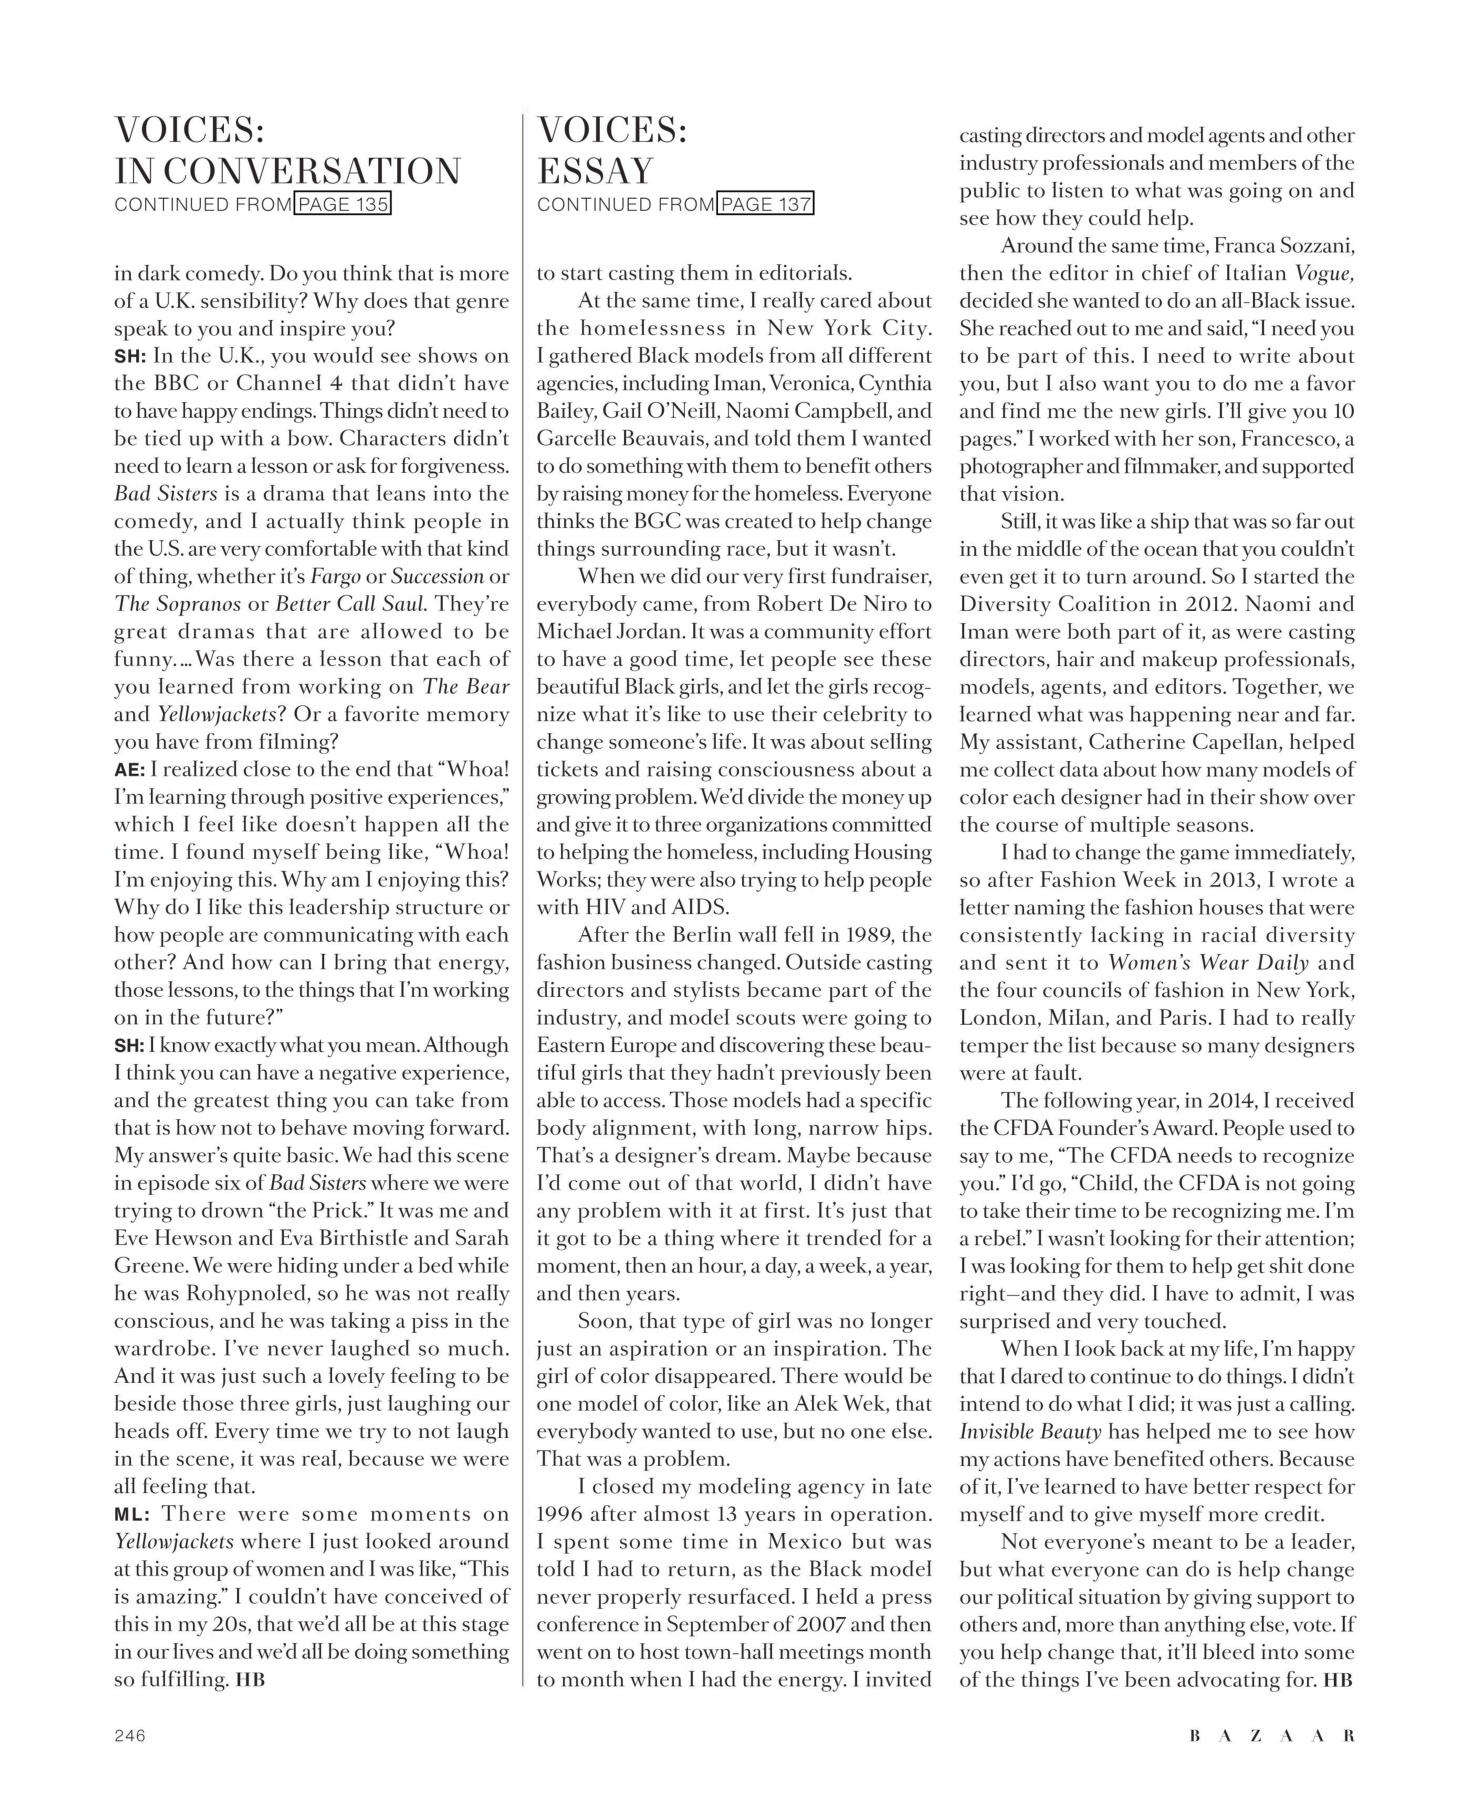 VOICES:
IN CONVERSATION
CONTINUED FROM PAGE 135
in dark comedy. Do you think that is more
of a U.K. sensibility? Why does that genre
speak to you and inspire you?
SH: In the U.K., you would see shows on
the BBC or Channel 4 that didn’t have
to have happy endings. Things didn’t need to
be tied up with a bow. Characters didn’t
need to learn a lesson or ask for forgiveness.
Bad Sisters is a drama that leans into the
comedy, and I actually think people in
the U.S. are very comfortable with that kind
of thing, whether it’s Fargo or Succession or
The Sopranos or Better Call Saul. They’re
great dramas that are allowed to be
funny.... Was there a lesson that each of
you learned from working on The Bear
and Yellowjackets? Or a favorite memory
you have from filming?
AE: I realized close to the end that “Whoa!
I’m learning through positive experiences,”
which I feel like doesn’t happen all the
time. I found myself being like, “Whoa!
I’m enjoying this. Why am I enjoying this?
Why do I like this leadership structure or
how people are communicating with each
other? And how can I bring that energy,
those lessons, to the things that I’m working
on in the future?”
SH: I know exactly what you mean. Although
I think you can have a negative experience,
and the greatest thing you can take from
that is how not to behave moving forward.
My answer’s quite basic. We had this scene
in episode six of Bad Sisters where we were
trying to drown “the Prick.” It was me and
Eve Hewson and Eva Birthistle and Sarah
Greene. We were hiding under a bed while
he was Rohypnoled, so he was not really
conscious, and he was taking a piss in the
wardrobe. I’ve never laughed so much.
And it was just such a lovely feeling to be
beside those three girls, just laughing our
heads off. Every time we try to not laugh
in the scene, it was real, because we were
all feeling that.
ML: There were some moments on
Yellowjackets where I just looked around
at this group of women and I was like, “This
is amazing.” I couldn’t have conceived of
this in my 20s, that we’d all be at this stage
in our lives and we’d all be doing something
so fulfilling. HB
VOICES:
ESSAY
CONTINUED FROM PAGE 137
to start casting them in editorials.
At the same time, I really cared about
the homelessness in New York City.
I gathered Black models from all different
agencies, including Iman, Veronica, Cynthia
Bailey, Gail O’Neill, Naomi Campbell, and
Garcelle Beauvais, and told them I wanted
to do something with them to benefit others
by raising money for the homeless. Everyone
thinks the BGC was created to help change
things surrounding race, but it wasn’t.
When we did our very first fundraiser,
everybody came, from Robert De Niro to
Michael Jordan. It was a community effort
to have a good time, let people see these
beautiful Black girls, and let the girls recog-
nize what it’s like to use their celebrity to
change someone’s life. It was about selling
tickets and raising consciousness about a
growing problem. We’d divide the money up
and give it to three organizations committed
to helping the homeless, including Housing
Works; they were also trying to help people
with HIV and AIDS.
After the Berlin wall fell in 1989, the
fashion business changed. Outside casting
directors and stylists became part of the
industry, and model scouts were going to
Eastern Europe and discovering these beau-
tiful girls that they hadn’t previously been
able to access. Those models had a specific
body alignment, with long, narrow hips.
That’s a designer’s dream. Maybe because
I’d come out of that world, I didn’t have
any problem with it at first. It’s just that
it got to be a thing where it trended for a
moment, then an hour, a day, a week, a year,
and then years.
Soon, that type of girl was no longer
just an aspiration or an inspiration. The
girl of color disappeared. There would be
one model of color, like an Alek Wek, that
everybody wanted to use, but no one else.
That was a problem.
I closed my modeling agency in late
1996 after almost 13 years in operation.
I spent some time in Mexico but was
told I had to return, as the Black model
never properly resurfaced. I held a press
conference in September of 2007 and then
went on to host town-hall meetings month
to month when I had the energy. I invited
casting directors and model agents and other
industry professionals and members of the
public to listen to what was going on and
see how they could help.
Around the same time, Franca Sozzani,
then the editor in chief of Italian Vogue,
decided she wanted to do an all-Black issue.
She reached out to me and said, “I need you
to be part of this. I need to write about
you, but I also want you to do me a favor
and find me the new girls. I’ll give you 10
pages.” I worked with her son, Francesco, a
photographer and filmmaker, and supported
that vision.
Still, it was like a ship that was so far out
in the middle of the ocean that you couldn’t
even get it to turn around. So I started the
Diversity Coalition in 2012. Naomi and
Iman were both part of it, as were casting
directors, hair and makeup professionals,
models, agents, and editors. Together, we
learned what was happening near and far.
My assistant, Catherine Capellan, helped
me collect data about how many models of
color each designer had in their show over
the course of multiple seasons.
I had to change the game immediately,
so after Fashion Week in 2013, I wrote a
letter naming the fashion houses that were
consistently lacking in racial diversity
and sent it to Women’s Wear Daily and
the four councils of fashion in New York,
London, Milan, and Paris. I had to really
temper the list because so many designers
were at fault.
The following year, in 2014, I received
the CFDA Founder’s Award. People used to
say to me, “The CFDA needs to recognize
you.” I’d go, “Child, the CFDA is not going
to take their time to be recognizing me. I’m
a rebel.” I wasn’t looking for their attention;
I was looking for them to help get shit done
right—and they did. I have to admit, I was
surprised and very touched.
When I look back at my life, I’m happy
that I dared to continue to do things. I didn’t
intend to do what I did; it was just a calling.
Invisible Beauty has helped me to see how
my actions have benefited others. Because
of it, I’ve learned to have better respect for
myself and to give myself more credit.
Not everyone’s meant to be a leader,
but what everyone can do is help change
our political situation by giving support to
others and, more than anything else, vote. If
you help change that, it’ll bleed into some
of the things I’ve been advocating for. HB
246
BAZAAR